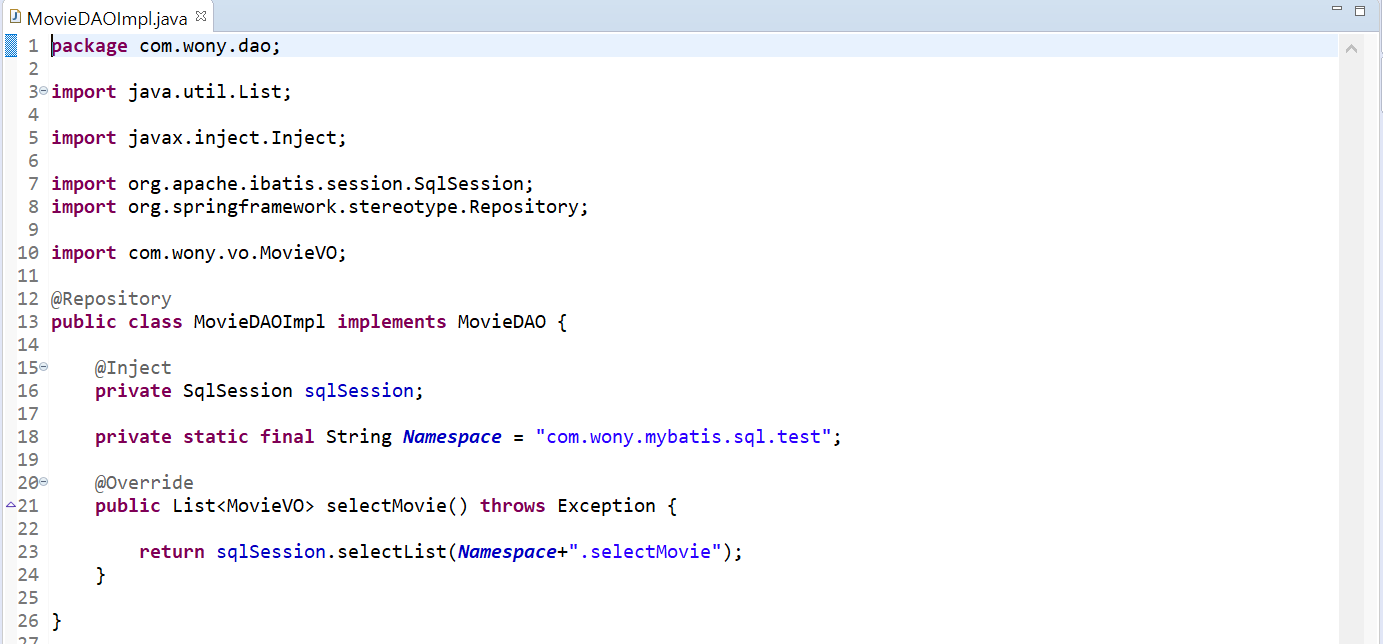 MovieDAOImpl.java
1 package com.wony.dao;
2
3 import java.util.List;
4
5 import javax.inject.Inject;
6
7 import org.apache.ibatis.session.SqlSession;
8 import org.springframework.stereotype.Repository;
9
10 import com.wony.vo.MovieVO;
11
12 @Repository
13 public class MovieDAOImpl implements MovieDAO {
14
15     @Inject
16     private SqlSession sqlSession;
17
18     private static final String Namespace = "com.wony.mybatis.sql.test";
19
20     @Override
21     public List<MovieVO> selectMovie() throws Exception {
22
23         return sqlSession.selectList(Namespace+".selectMovie");
24     }
25
26 }
27